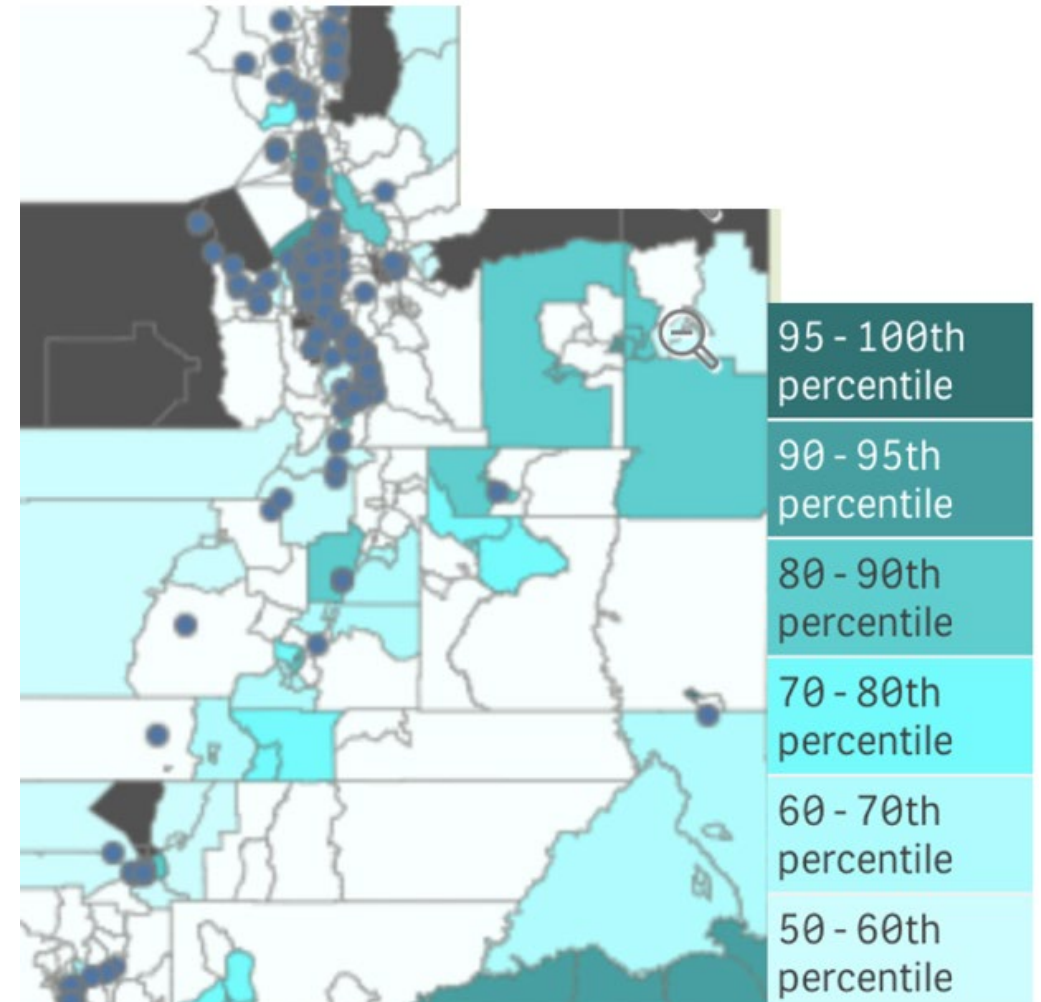 95 - 100th
percentile
90 - 95th
percentile
80 - 90th
percentile
70 - 80th
percentile
60 - 70th
percentile
50 - 60th
percentile